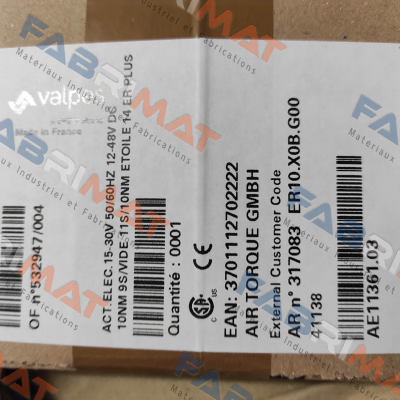 valpes
Made in France
ACT.ELEC.15-30V 50/60HZ 12-48V DC
10NM 9S/VIDE:11S/10NM ETOILE 14 ER PLUS
OF n°532947/004
Quantité : 0001
CE
EAN: 3701112702222
AIR TORQUE GMBH
External Customer Code
AR n° 317083 ER10.X0B.G00
41138
AE11361.03
FABRIMAT
Materiaux Industriel et Fabrications